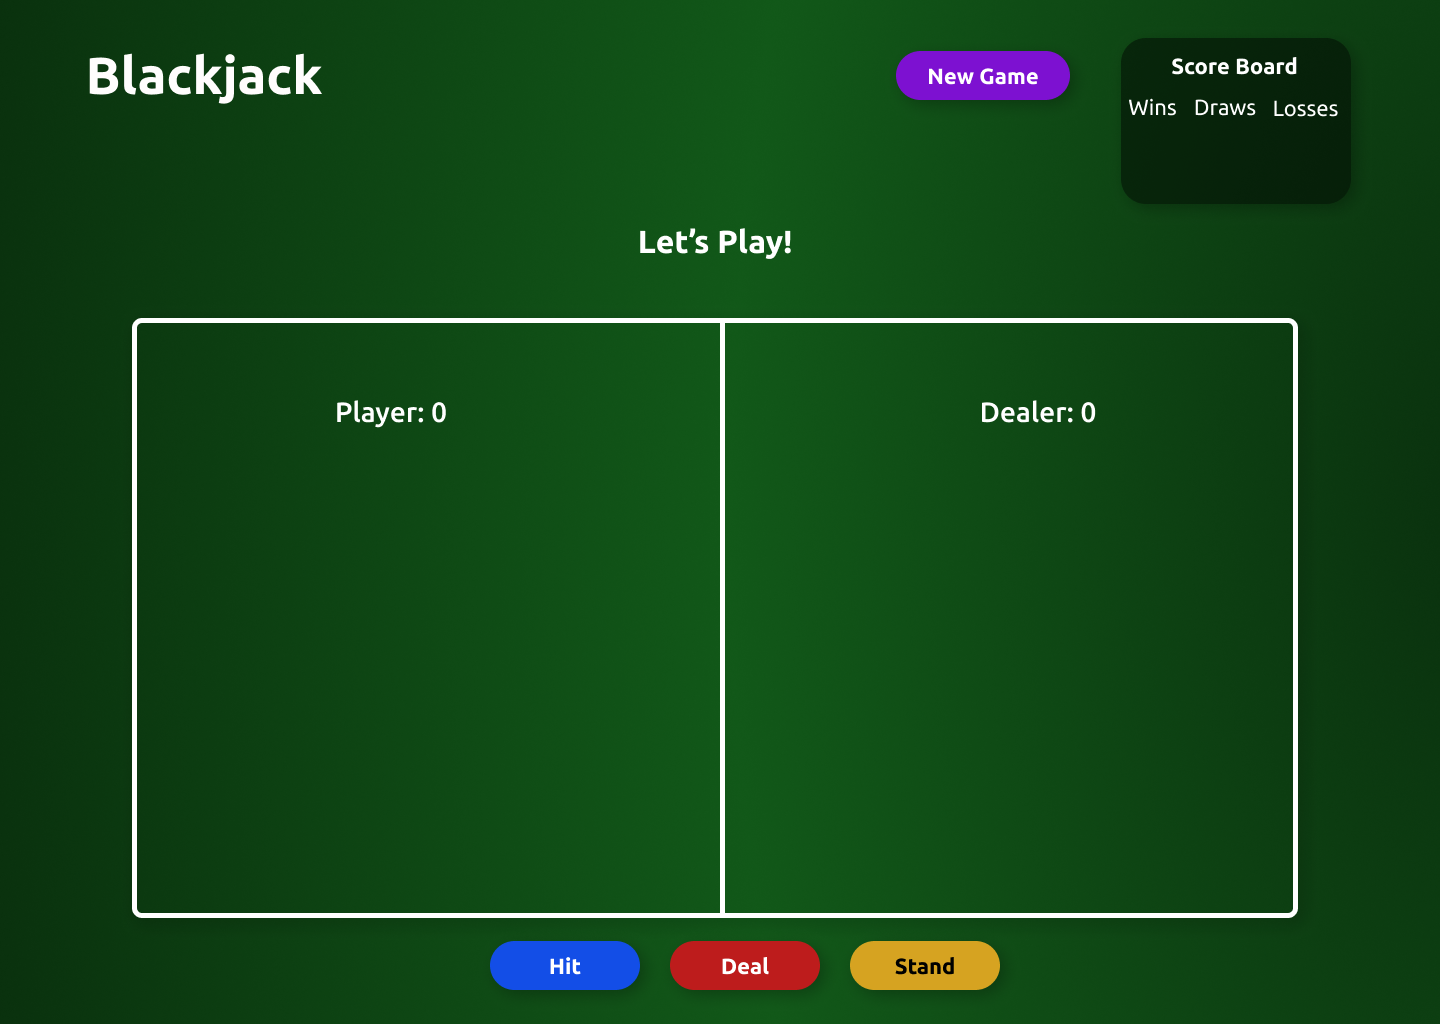 Blackjack
New Game
Score Board
Wins Draws Losses
Let’s Play!
Player: 0
Dealer: 0
Hit
Deal
Stand